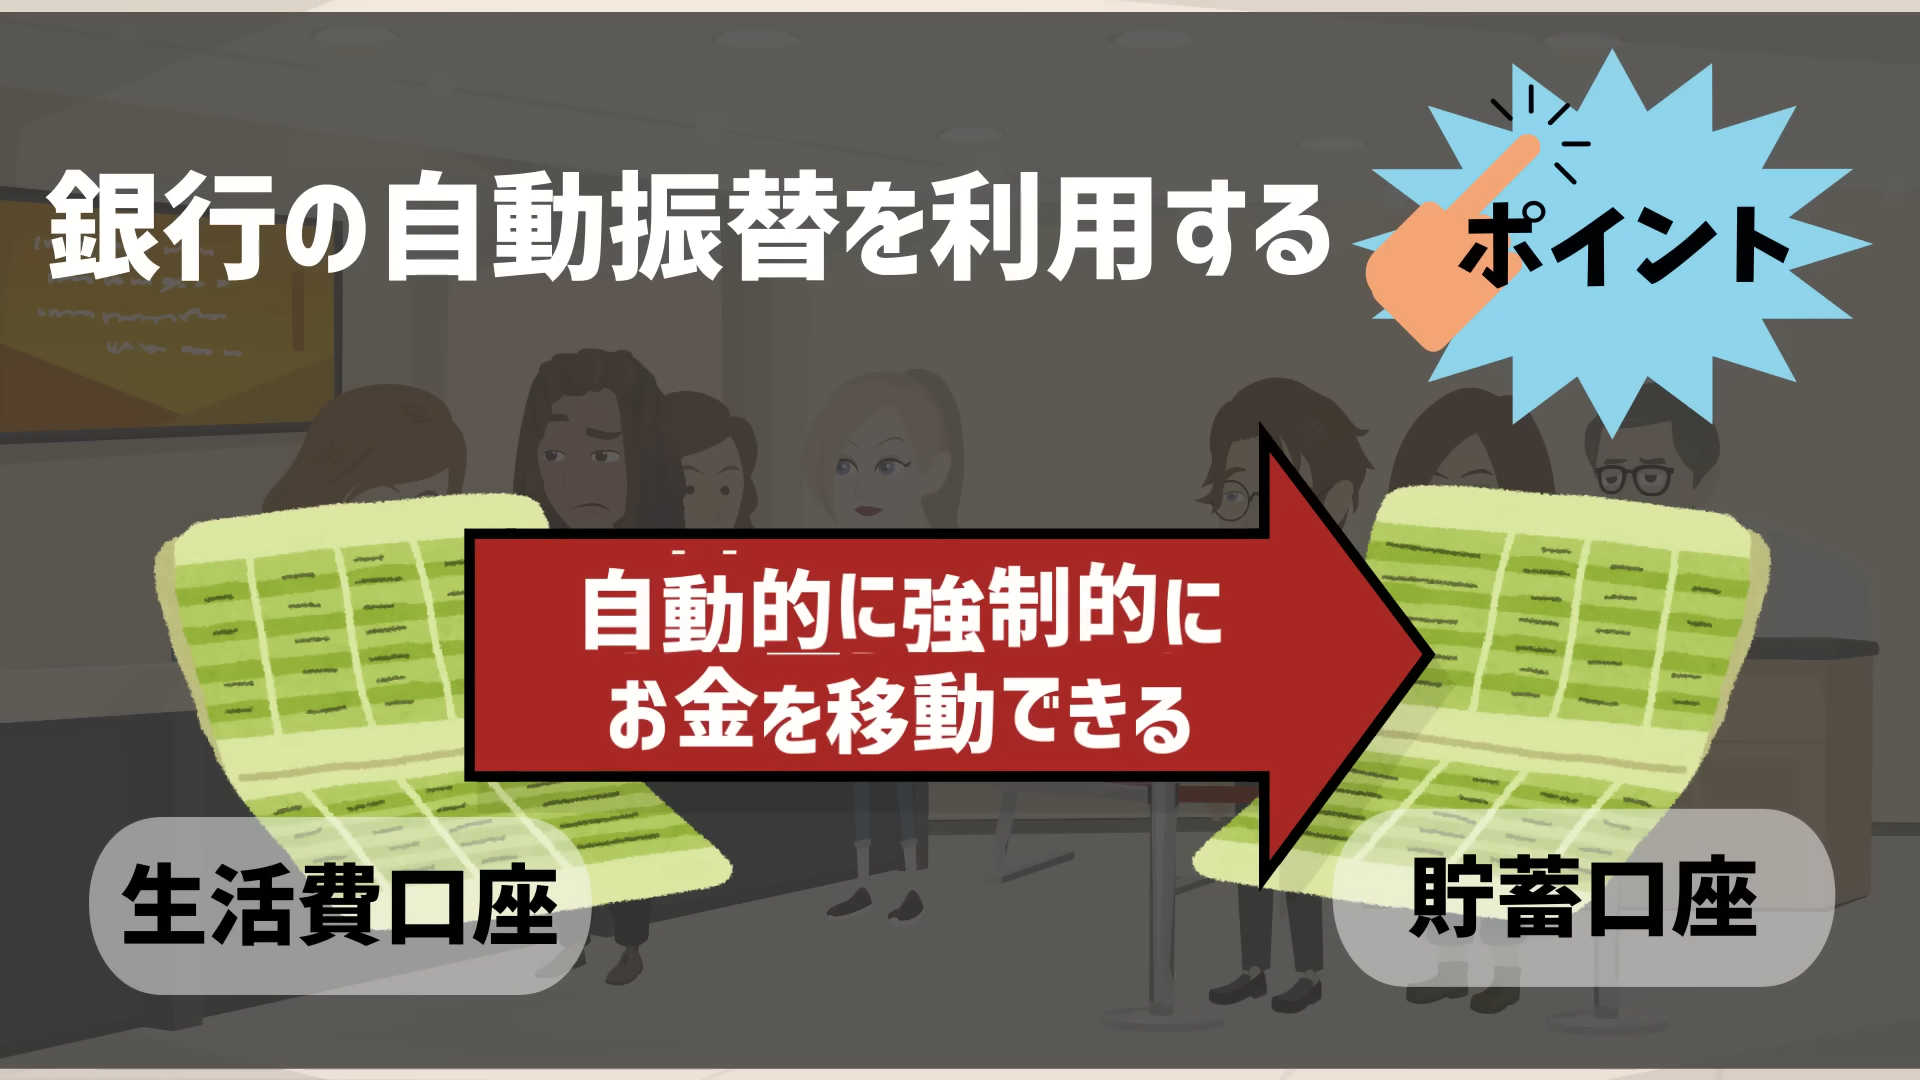 銀行の自動振替を利用する
ポイント
自動的に強制的に
お金を移動できる
生活費口座
貯蓄口座